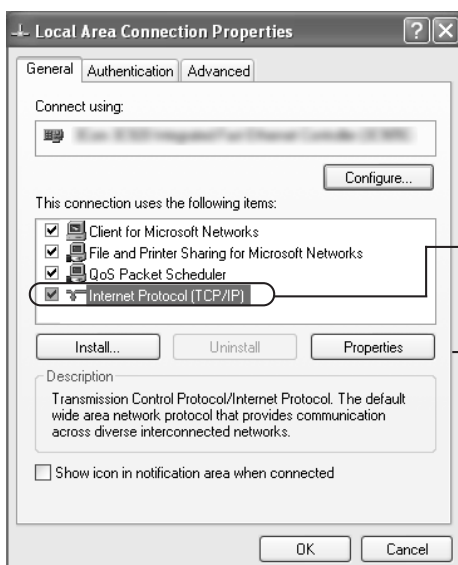 Local Area Connection Properties
General Authentication Advanced
Connect using:
Configure...
This connection uses the following items:
Client for Microsoft Networks
File and Printer Sharing for Microsoft Networks
QoS Packet Scheduler
Internet Protocol (TCP/IP)
Install... Uninstall Properties
Description
Transmission Control Protocol/Internet Protocol. The default
wide area network protocol that provides communication
across diverse interconnected networks.
Show icon in notification area when connected
OK Cancel